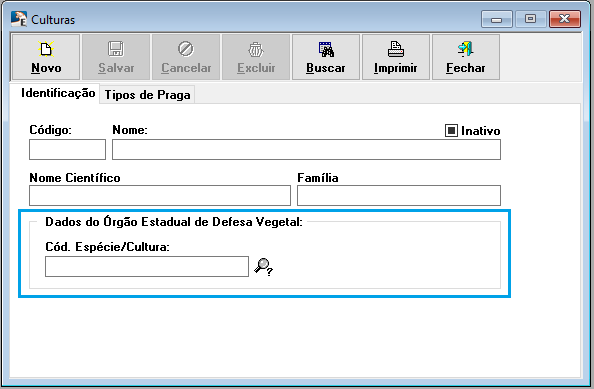 Culturas
Novo Salvar Cancelar Excluir Buscar Imprimir Fechar
Identificação Tipos de Praga
Código: Nome: Inativo
Nome Científico Família
Dados do Órgão Estadual de Defesa Vegetal:
Cód. Espécie/Cultura: